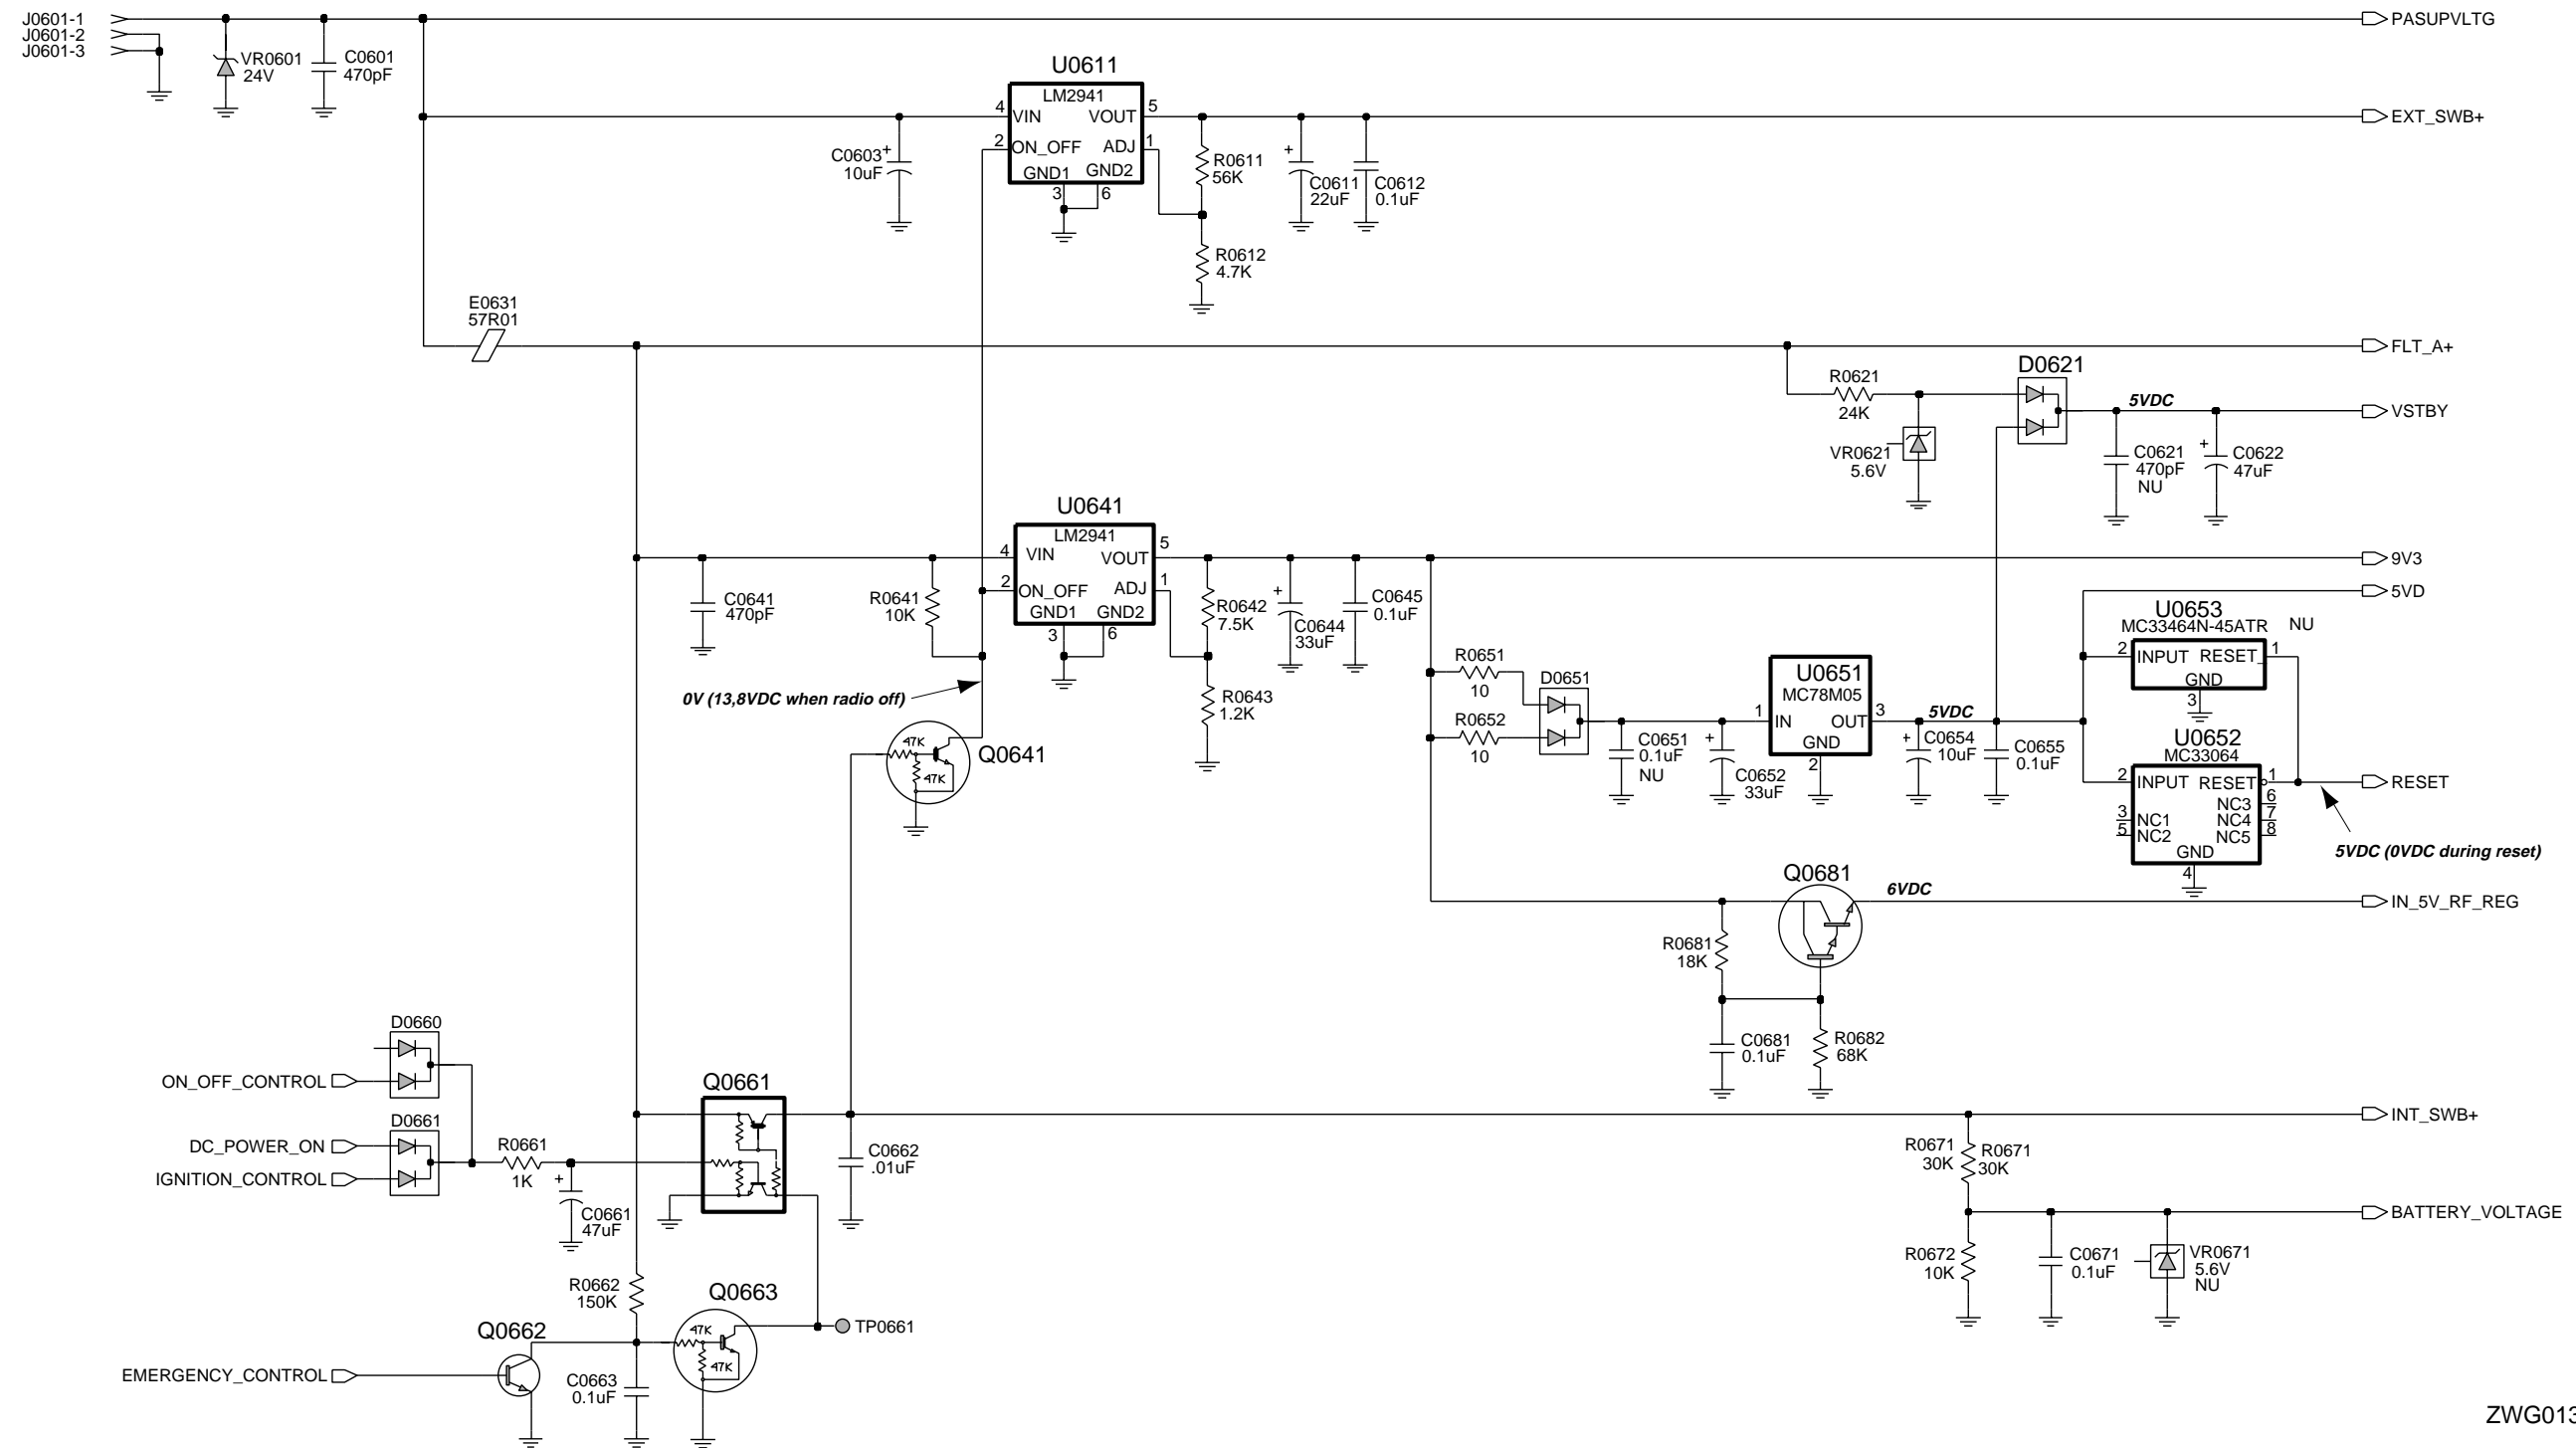 J0601-1
J0601-2
J0601-3
PASUPVLTG
VR0601
24V
C0601
470pF
U0611
LM2941
4
VIN
VOUT
5
2
ON_OFF
ADJ
1
GND1
GND2
3
6
C0603
+
10uF
R0611
56K
+
C0611
22uF
C0612
0.1uF
EXT_SWB+
R0612
4.7K
E0631
57R01
FLT_A+
R0621
24K
D0621
5VDC
VSTBY
VR0621
5.6V
C0621
470pF
NU
+
C0622
47uF
U0641
LM2941
4
VIN
VOUT
5
2
ON_OFF
ADJ
1
GND1
GND2
3
6
C0641
470pF
R0641
10K
R0642
7.5K
+
C0644
33uF
C0645
0.1uF
9V3
5VD
R0643
1.2K
0V (13,8VDC when radio off)
47K
47K
Q0641
R0651
10
R0652
10
D0651
C0651
0.1uF
NU
+
C0652
33uF
U0651
MC78M05
1
IN
OUT
3
GND
2
5VDC
+
C0654
10uF
C0655
0.1uF
U0653
MC33464N-45ATR
NU
2
INPUT
RESET_
1
GND
3
U0652
MC33064
2
INPUT
RESET
1
NC3
6
3
NC1
NC4
7
5
NC2
NC5
8
GND
4
RESET
5VDC (0VDC during reset)
Q0681
6VDC
IN_5V_RF_REG
R0681
18K
C0681
0.1uF
R0682
68K
D0660
ON_OFF_CONTROL
D0661
DC_POWER_ON
IGNITION_CONTROL
R0661
1K
+
C0661
47uF
Q0661
C0662
.01uF
INT_SWB+
R0671
30K
R0671
30K
BATTERY_VOLTAGE
R0672
10K
C0671
0.1uF
VR0671
5.6V
NU
R0662
150K
Q0663
47K
47K
TP0661
Q0662
EMERGENCY_CONTROL
C0663
0.1uF